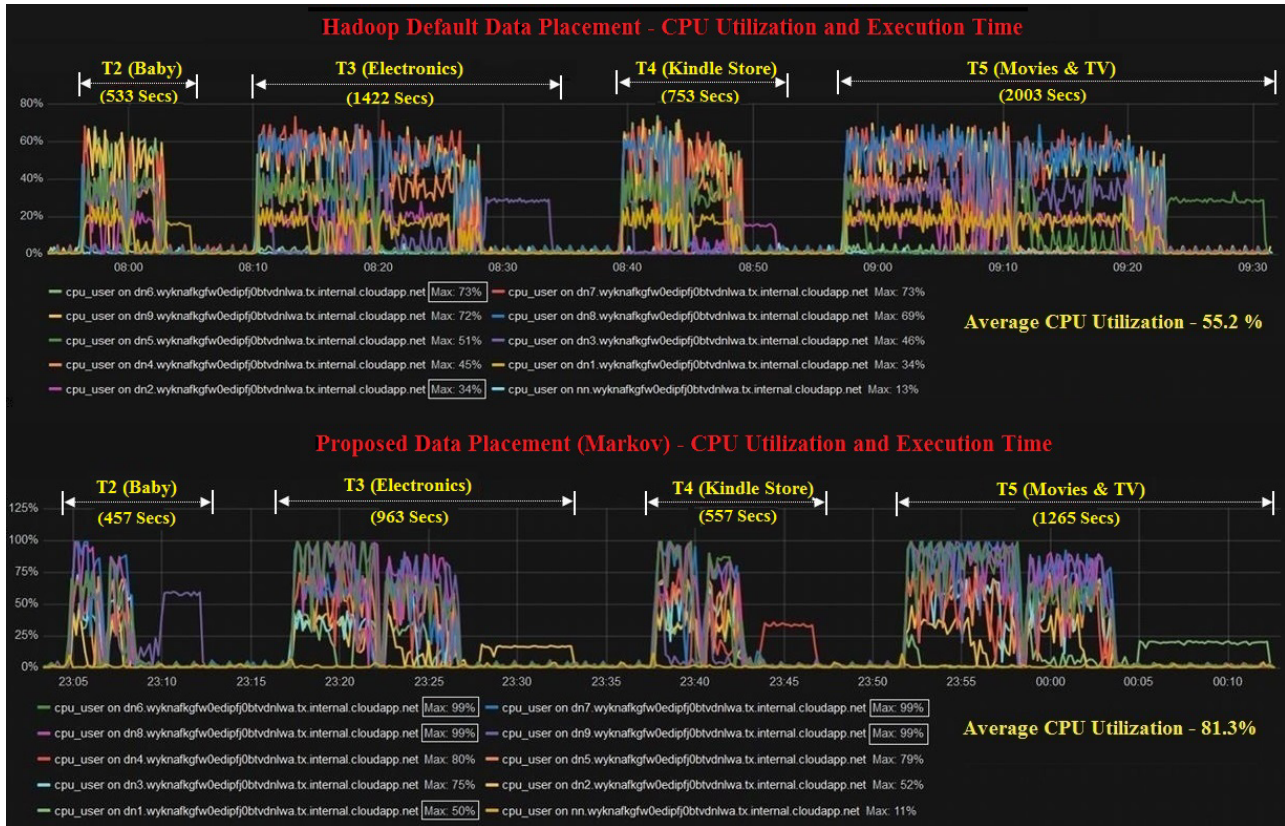 Hadoop Default Data Placement - CPU Utilization and Execution Time
T2 (Baby) T3 (Electronics) T4 (Kindle Store) T5 (Movies & TV)
(533 Secs) (1422 Secs) (753 Secs) (2003 Secs)
80%
60%
40%
20%
0%
08:00 08:10 08:20 08:30 08:40 08:50 09:00 09:10 09:20 09:30
cpu_user on dn6.wyknafkgfw0edipfj0btvdnlwa.tx.internal.cloudapp.net Max: 73% cpu_user on dn7.wyknafkgfw0edipfj0btvdnlwa.tx.internal.cloudapp.net Max: 73%
cpu_user on dn9.wyknafkgfw0edipfj0btvdnlwa.tx.internal.cloudapp.net Max: 72% cpu_user on dn8.wyknafkgfw0edipfj0btvdnlwa.tx.internal.cloudapp.net Max: 69%
Average CPU Utilization - 55.2 %
cpu_user on dn5.wyknafkgfw0edipfj0btvdnlwa.tx.internal.cloudapp.net Max: 51% cpu_user on dn3.wyknafkgfw0edipfj0btvdnlwa.tx.internal.cloudapp.net Max: 46%
cpu_user on dn4.wyknafkgfw0edipfj0btvdnlwa.tx.internal.cloudapp.net Max: 45% cpu_user on dn1.wyknafkgfw0edipfj0btvdnlwa.tx.internal.cloudapp.net Max: 34%
cpu_user on dn2.wyknafkgfw0edipfj0btvdnlwa.tx.internal.cloudapp.net Max: 34% cpu_user on nn.wyknafkgfw0edipfj0btvdnlwa.tx.internal.cloudapp.net Max: 13%
Proposed Data Placement (Markov) - CPU Utilization and Execution Time
T2 (Baby) T3 (Electronics) T4 (Kindle Store) T5 (Movies & TV)
(457 Secs) (963 Secs) (557 Secs) (1265 Secs)
125%
100%
75%
50%
25%
0%
23:05 23:10 23:15 23:20 23:25 23:30 23:35 23:40 23:45 23:50 23:55 00:00 00:05 00:10
cpu_user on dn6.wyknafkgfw0edipfj0btvdnlwa.tx.internal.cloudapp.net Max: 99% cpu_user on dn7.wyknafkgfw0edipfj0btvdnlwa.tx.internal.cloudapp.net Max: 99%
cpu_user on dn8.wyknafkgfw0edipfj0btvdnlwa.tx.internal.cloudapp.net Max: 99% cpu_user on dn9.wyknafkgfw0edipfj0btvdnlwa.tx.internal.cloudapp.net Max: 99%
Average CPU Utilization - 81.3%
cpu_user on dn4.wyknafkgfw0edipfj0btvdnlwa.tx.internal.cloudapp.net Max: 80% cpu_user on dn5.wyknafkgfw0edipfj0btvdnlwa.tx.internal.cloudapp.net Max: 79%
cpu_user on dn3.wyknafkgfw0edipfj0btvdnlwa.tx.internal.cloudapp.net Max: 75% cpu_user on dn2.wyknafkgfw0edipfj0btvdnlwa.tx.internal.cloudapp.net Max: 52%
cpu_user on dn1.wyknafkgfw0edipfj0btvdnlwa.tx.internal.cloudapp.net Max: 50% cpu_user on nn.wyknafkgfw0edipfj0btvdnlwa.tx.internal.cloudapp.net Max: 11%